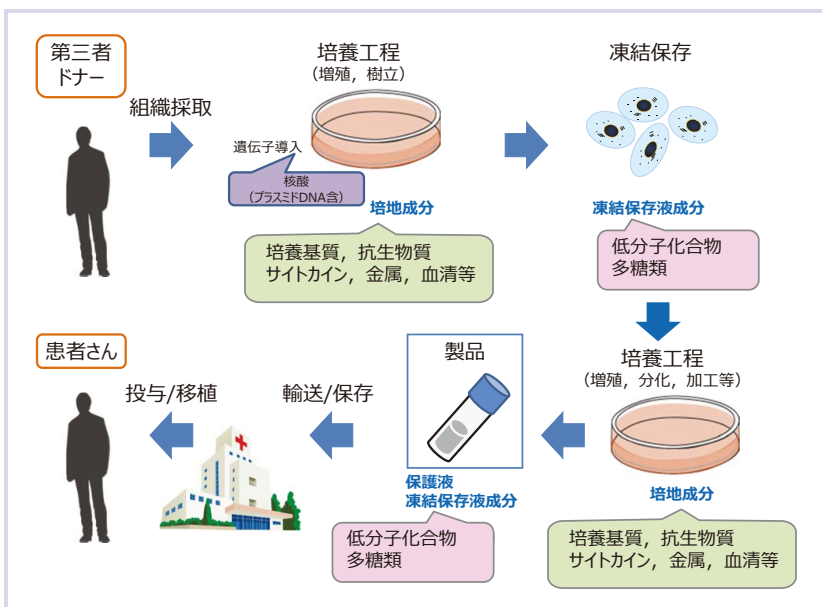 第三者
ドナー
組織採取
培養工程
(増殖，樹立)
遺伝子導入
核酸
(プラスミドDNA含)
培地成分
培養基質，抗生物質
サイトカイン，金属，血清等
凍結保存
凍結保存液成分
低分子化合物
多糖類
培養工程
(増殖，分化，加工等)
培地成分
培養基質，抗生物質
サイトカイン，金属，血清等
製品
保護液
凍結保存液成分
低分子化合物
多糖類
輸送/保存
投与/移植
患者さん